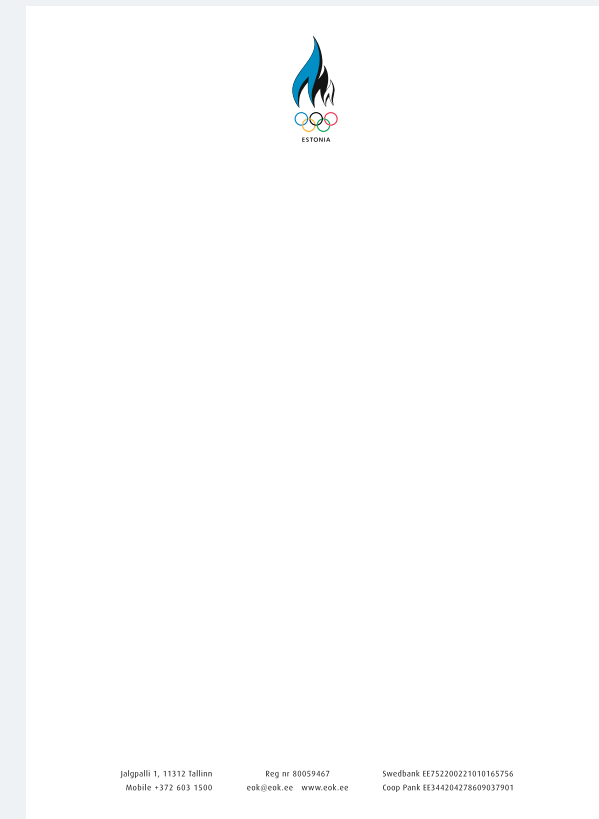 ESTONIA
Jalgpalli 1, 11312 Tallinn
Mobile +372 603 1500
Reg nr 80059467
eok@eok.ee www.eok.ee
Swedbank EE752200221010165756
Coop Pank EE344204278609037901